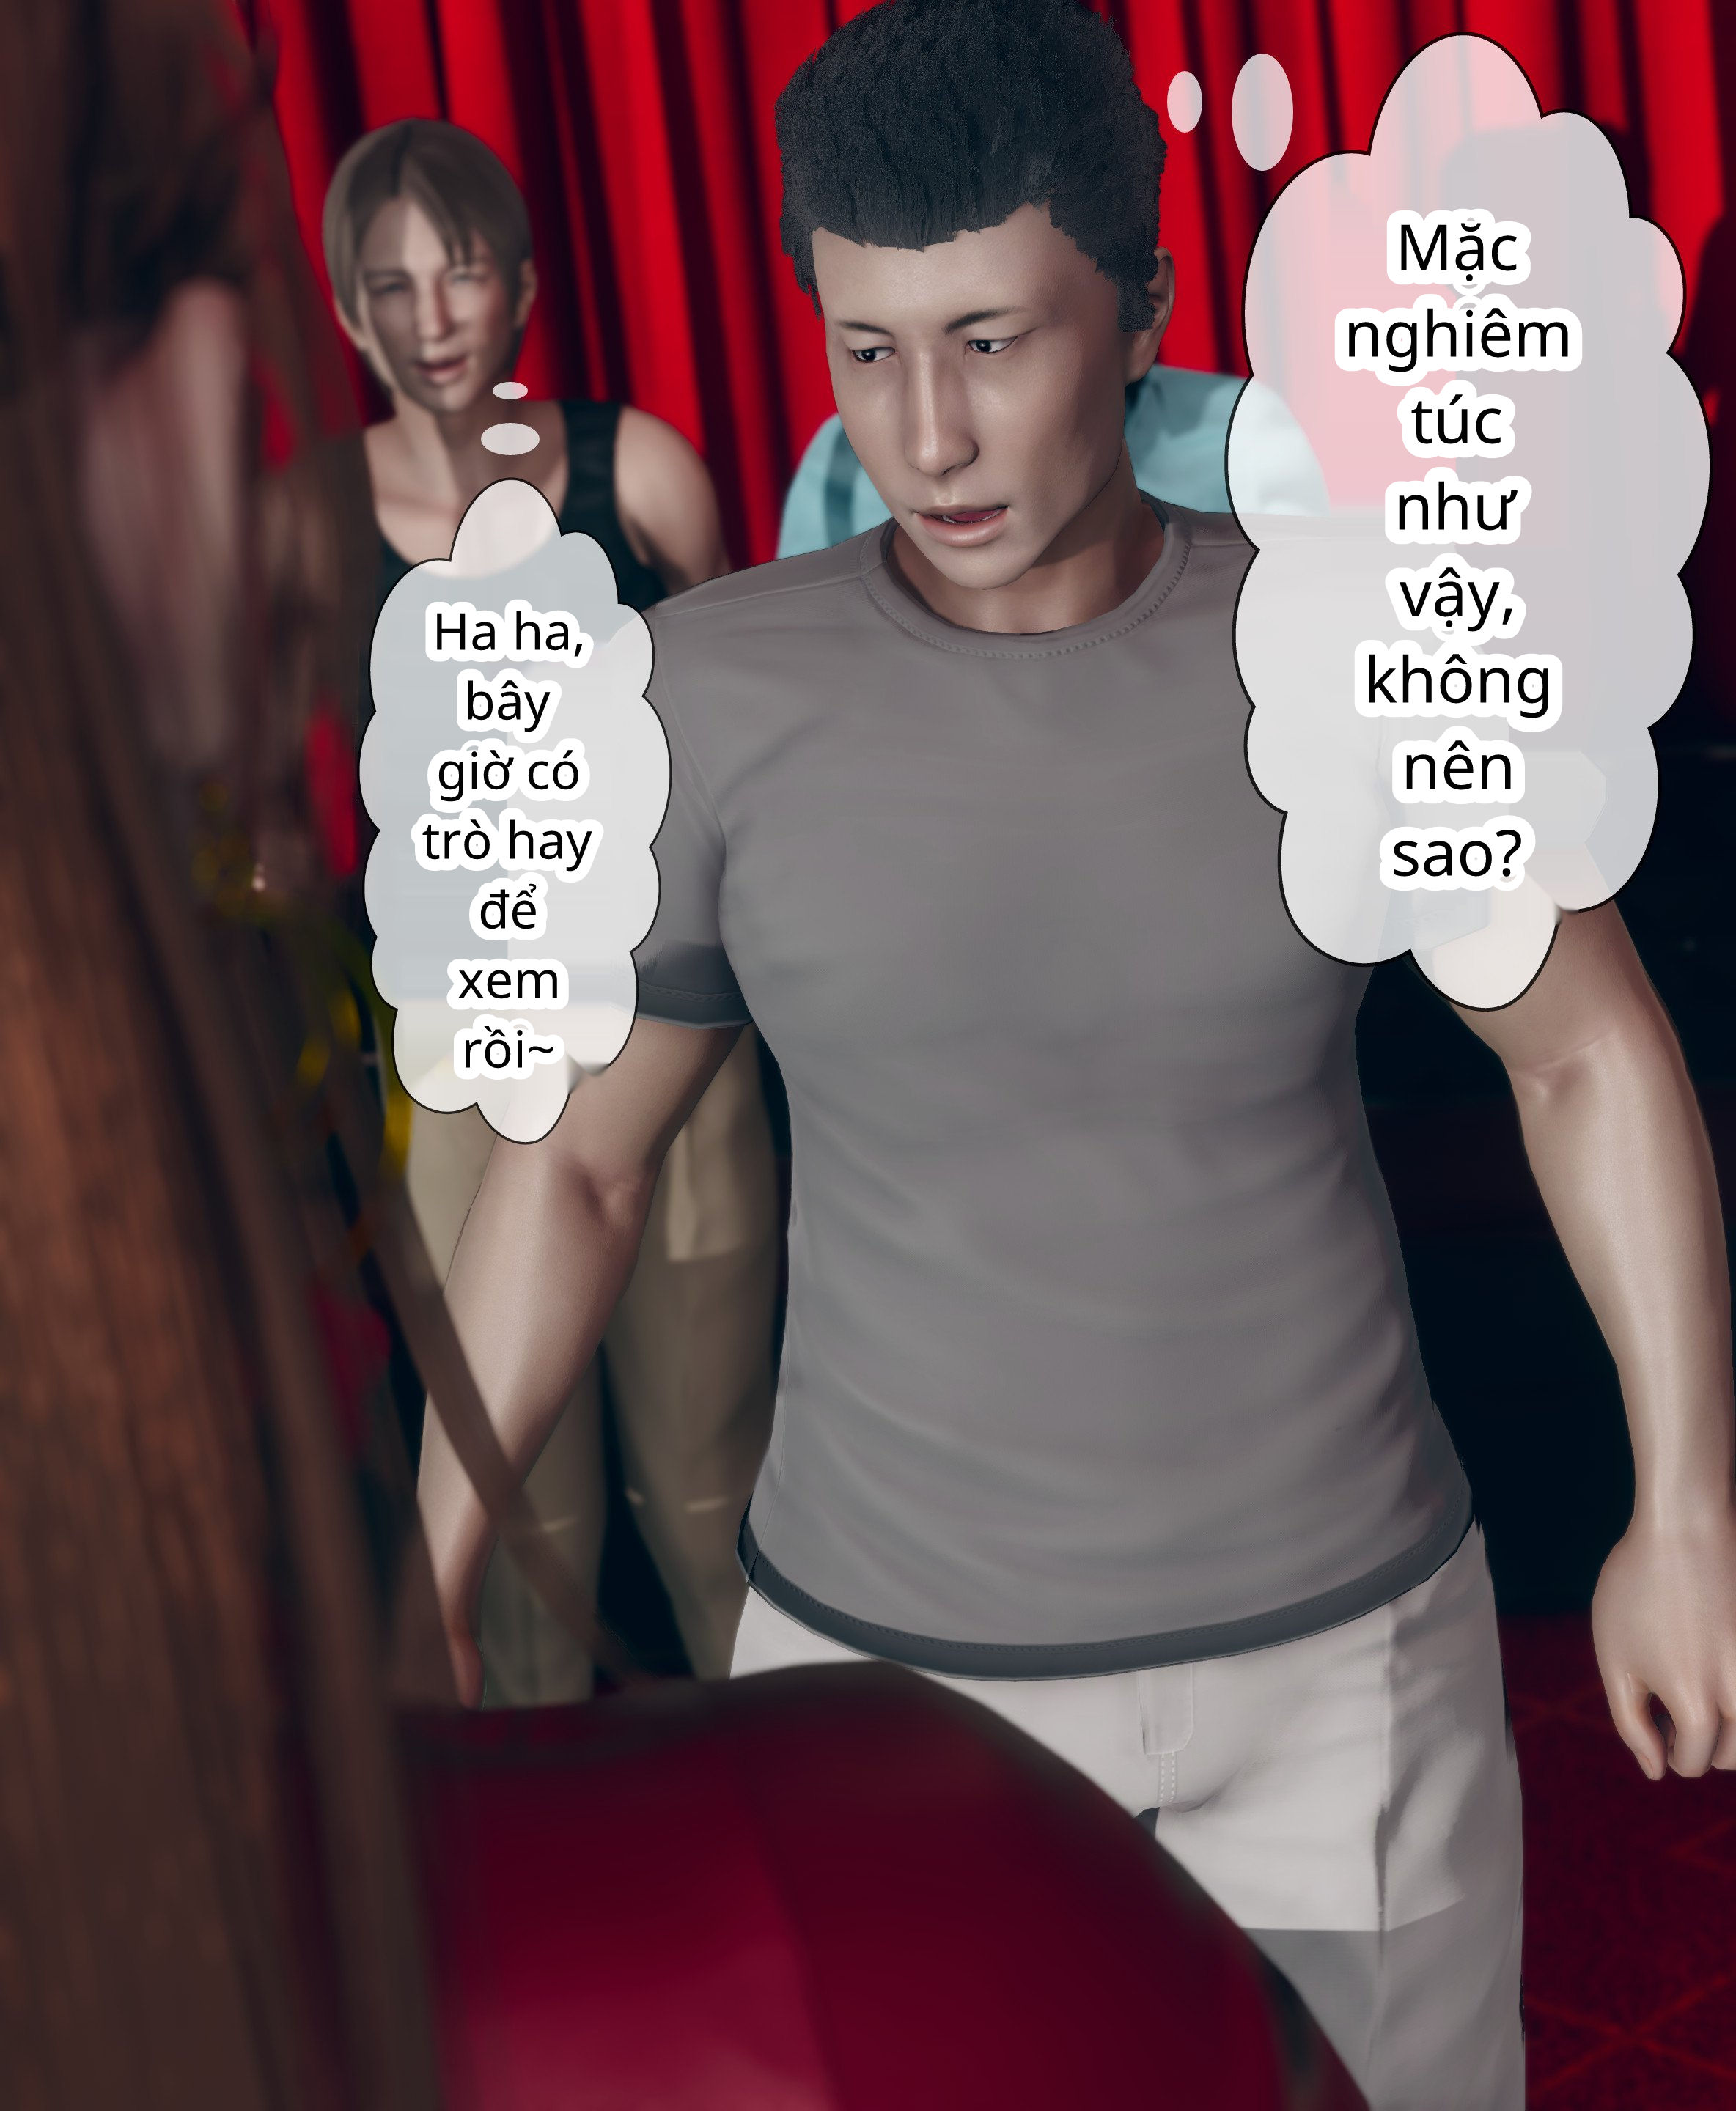 Mặc
nghiêm
túc
như
vậy,
không
nên
sao?
Ha ha,
bây
giờ có
trò hay
để
xem
rồi~